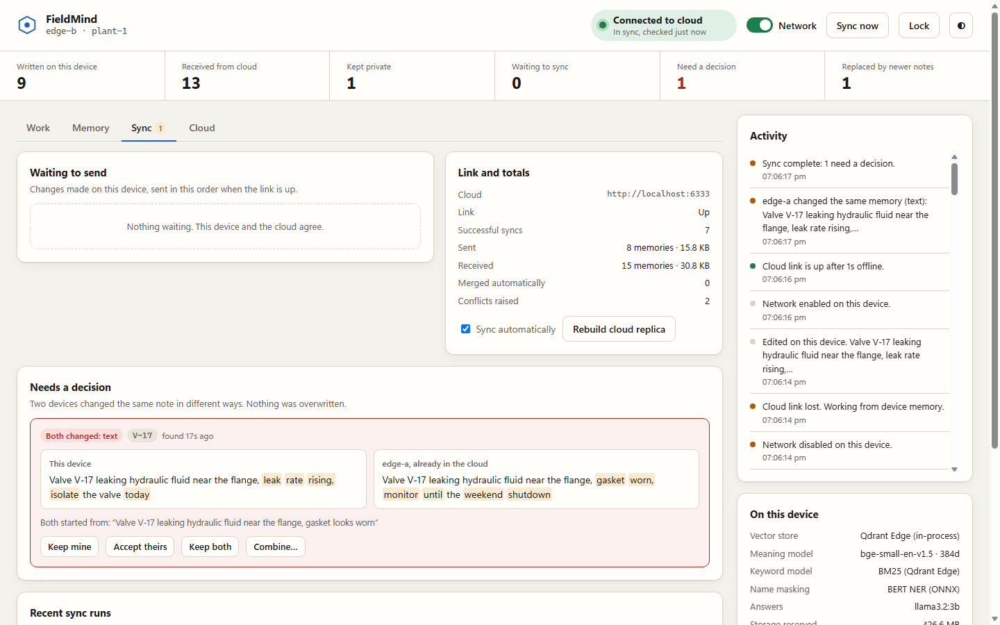 FieldMind
edge-b · plant-1
Connected to cloud
In sync, checked just now
Network
Sync now
Lock
Written on this device
9
Received from cloud
13
Kept private
1
Waiting to sync
0
Need a decision
1
Replaced by newer notes
1
Work
Memory
Sync 1
Cloud
Waiting to send
Changes made on this device, sent in this order when the link is up.
Nothing waiting. This device and the cloud agree.
Link and totals
Cloud http://localhost:6333
Link Up
Successful syncs 7
Sent 8 memories · 15.8 KB
Received 15 memories · 30.8 KB
Merged automatically 0
Conflicts raised 2
Sync automatically
Rebuild cloud replica
Needs a decision
Two devices changed the same note in different ways. Nothing was overwritten.
Both changed: text V-17 found 17s ago
This device
Valve V-17 leaking hydraulic fluid near the flange, leak rate rising,
isolate the valve today
edge-a, already in the cloud
Valve V-17 leaking hydraulic fluid near the flange, gasket worn,
monitor until the weekend shutdown
Both started from: “Valve V-17 leaking hydraulic fluid near the flange, gasket looks worn”
Keep mine
Accept theirs
Keep both
Combine...
Recent sync runs
Activity
Sync complete: 1 need a decision.
07:06:17 pm
edge-a changed the same memory (text):
Valve V-17 leaking hydraulic fluid near the
flange, leak rate rising,...
07:06:17 pm
Cloud link is up after 1s offline.
07:06:16 pm
Network enabled on this device.
07:06:16 pm
Edited on this device. Valve V-17 leaking
hydraulic fluid near the flange, leak rate
rising,...
07:06:14 pm
Cloud link lost. Working from device memory.
07:06:14 pm
Network disabled on this device.
07:06:14 pm
On this device
Vector store Qdrant Edge (in-process)
Meaning model bge-small-en-v1.5 · 384d
Keyword model BM25 (Qdrant Edge)
Name masking BERT NER (ONNX)
Answers llama3.2:3b
Storage reserved 426.6 MB